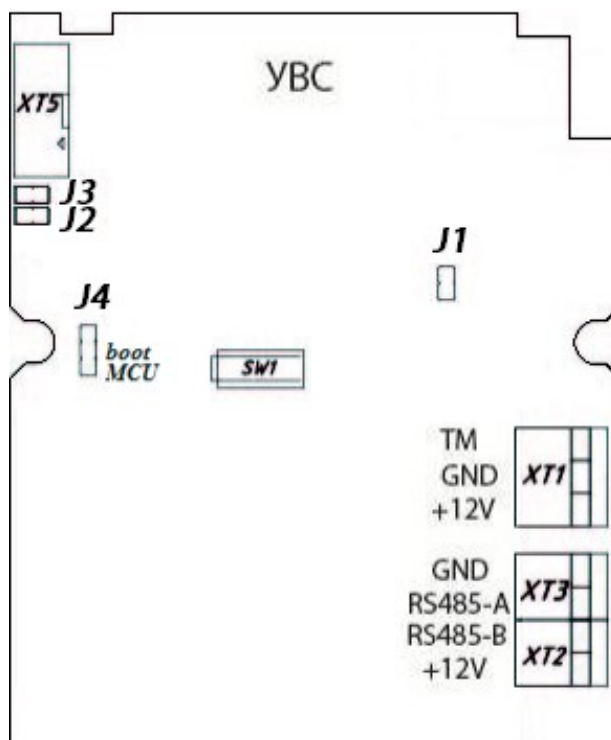 УВС
XT5
J3
J2
J1
J4
boot
MCU
SW1
TM
GND
+12V
XT1
GND
RS485-A
XT3
RS485-B
+12V
XT2